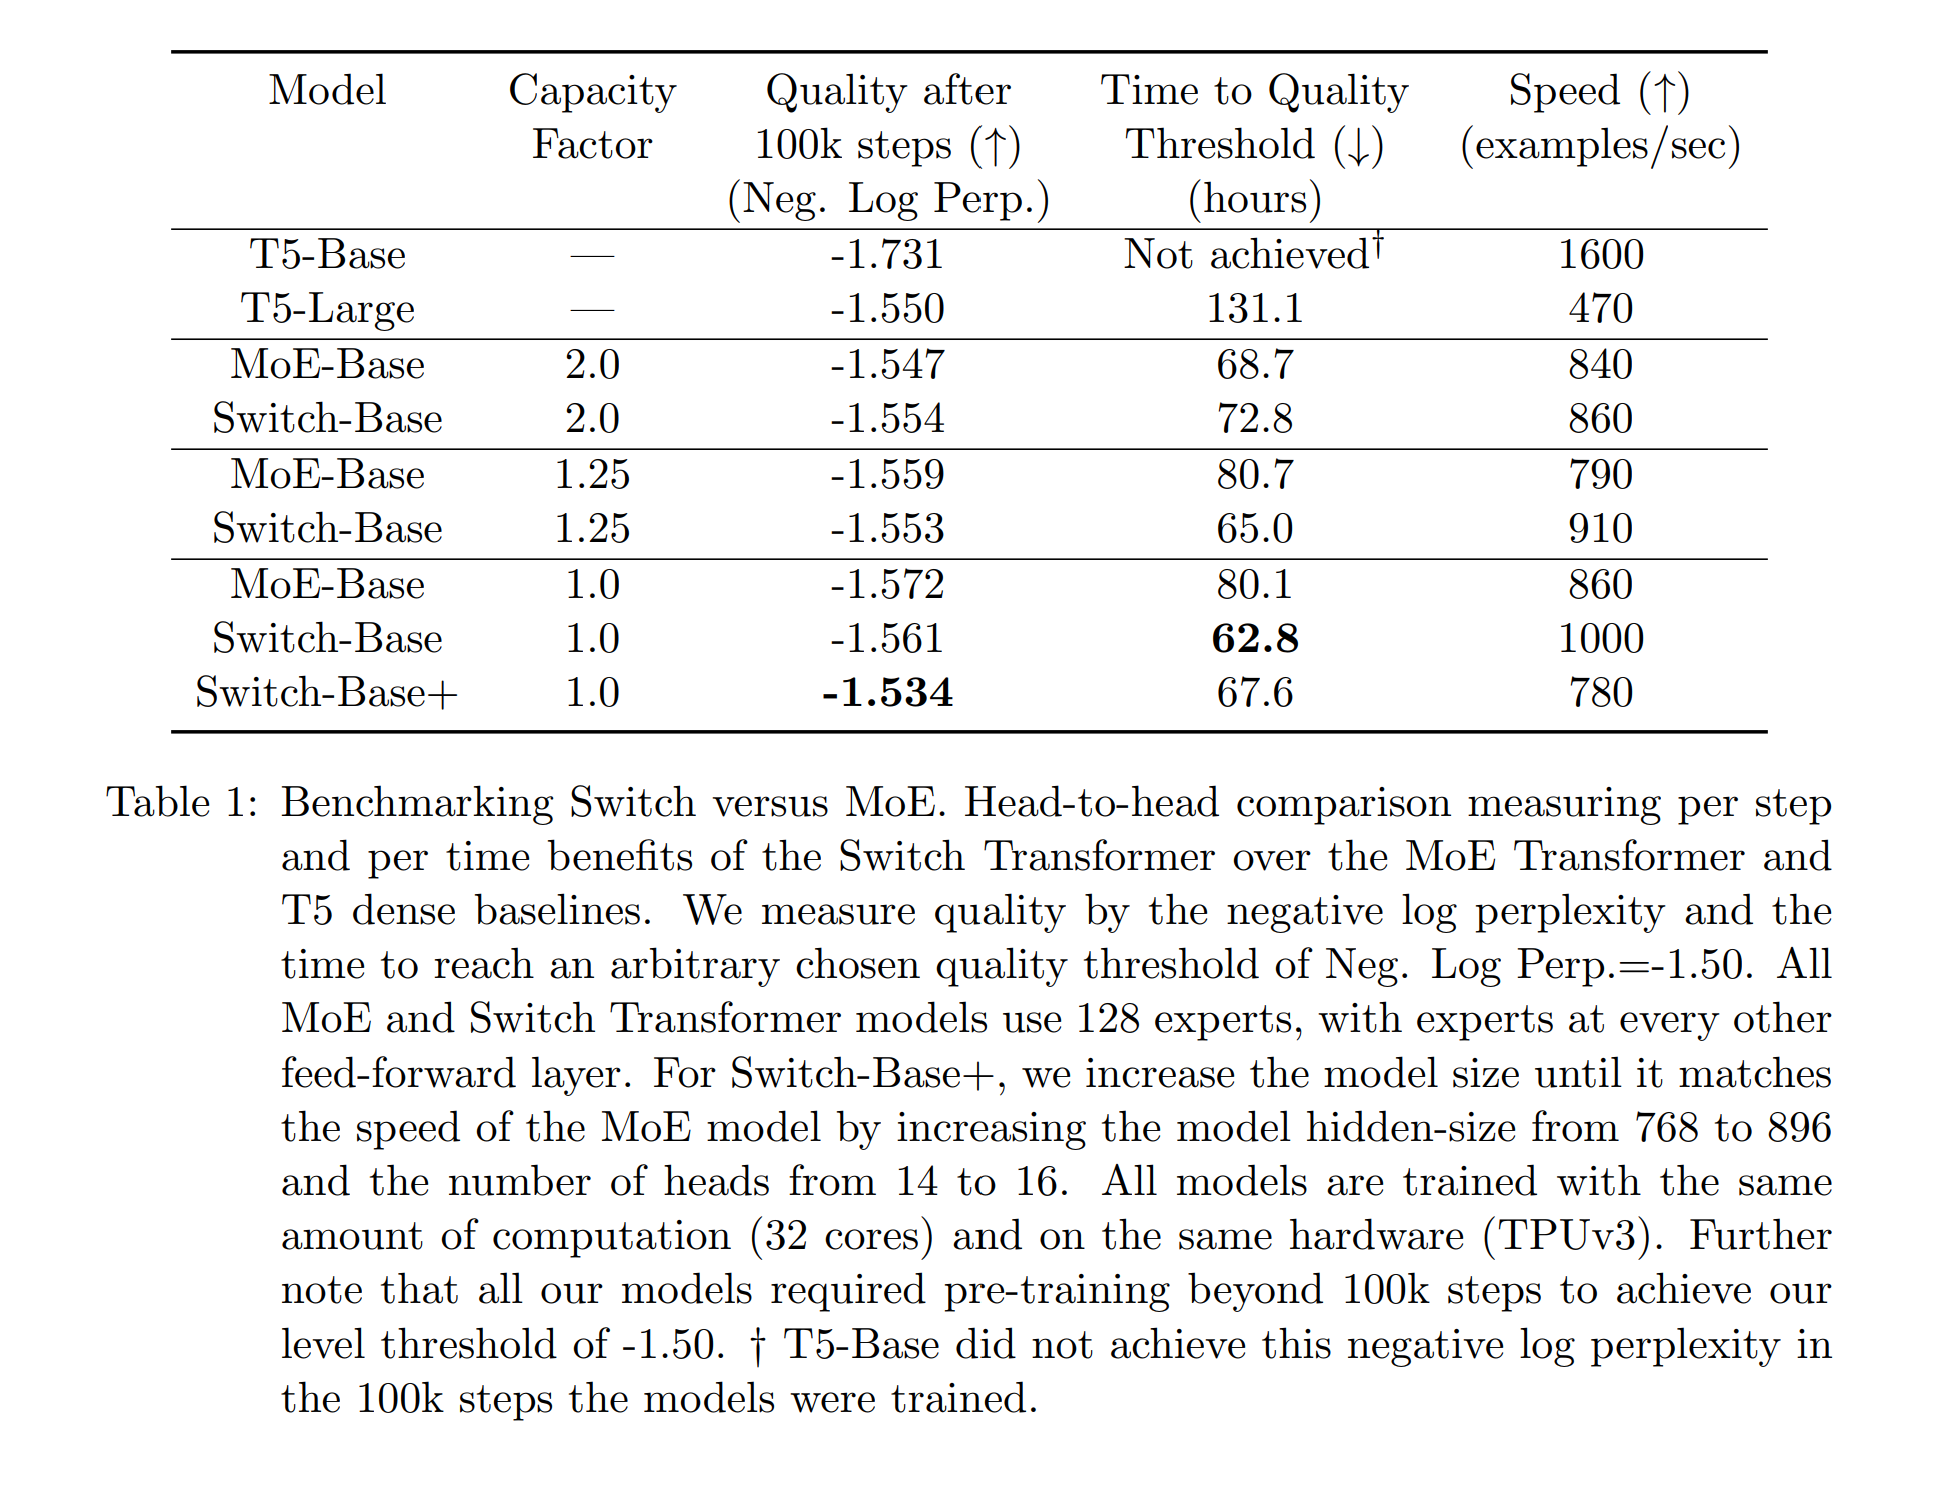 Model Capacity Quality after Time to Quality Speed (↑)
Factor 100k steps (↑) Threshold (↓) (examples/sec)
(Neg. Log Perp.) (hours)
T5-Base — -1.731 Not achieved† 1600
T5-Large — -1.550 131.1 470
MoE-Base 2.0 -1.547 68.7 840
Switch-Base 2.0 -1.554 72.8 860
MoE-Base 1.25 -1.559 80.7 790
Switch-Base 1.25 -1.553 65.0 910
MoE-Base 1.0 -1.572 80.1 860
Switch-Base 1.0 -1.561 62.8 1000
Switch-Base+ 1.0 -1.534 67.6 780
Table 1: Benchmarking Switch versus MoE. Head-to-head comparison measuring per step
and per time benefits of the Switch Transformer over the MoE Transformer and
T5 dense baselines. We measure quality by the negative log perplexity and the
time to reach an arbitrary chosen quality threshold of Neg. Log Perp.=-1.50. All
MoE and Switch Transformer models use 128 experts, with experts at every other
feed-forward layer. For Switch-Base+, we increase the model size until it matches
the speed of the MoE model by increasing the model hidden-size from 768 to 896
and the number of heads from 14 to 16. All models are trained with the same
amount of computation (32 cores) and on the same hardware (TPUv3). Further
note that all our models required pre-training beyond 100k steps to achieve our
level threshold of -1.50. † T5-Base did not achieve this negative log perplexity in
the 100k steps the models were trained.